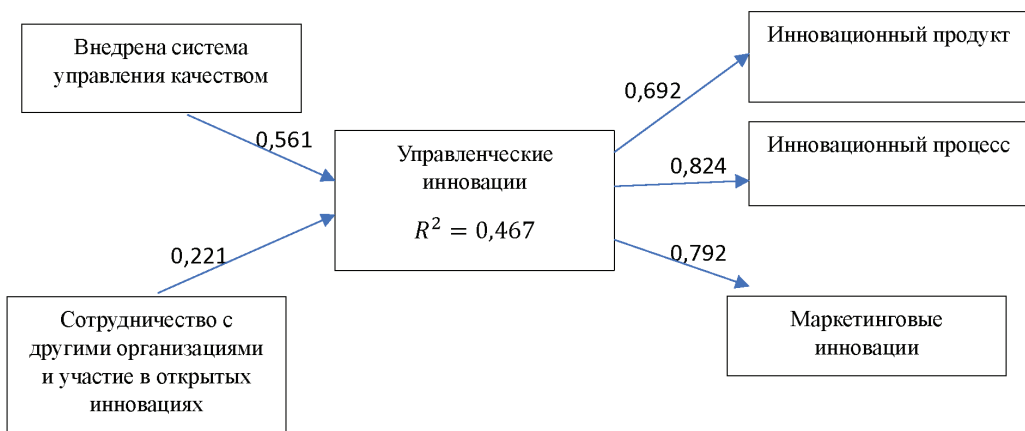 Внедрена система
управления качеством
0,561
Сотрудничество с
другими организациями
и участие в открытых
инновациях
0,221
Управленческие
инновации
R² = 0,467
0,692
Инновационный продукт
0,824
Инновационный процесс
0,792
Маркетинговые
инновации